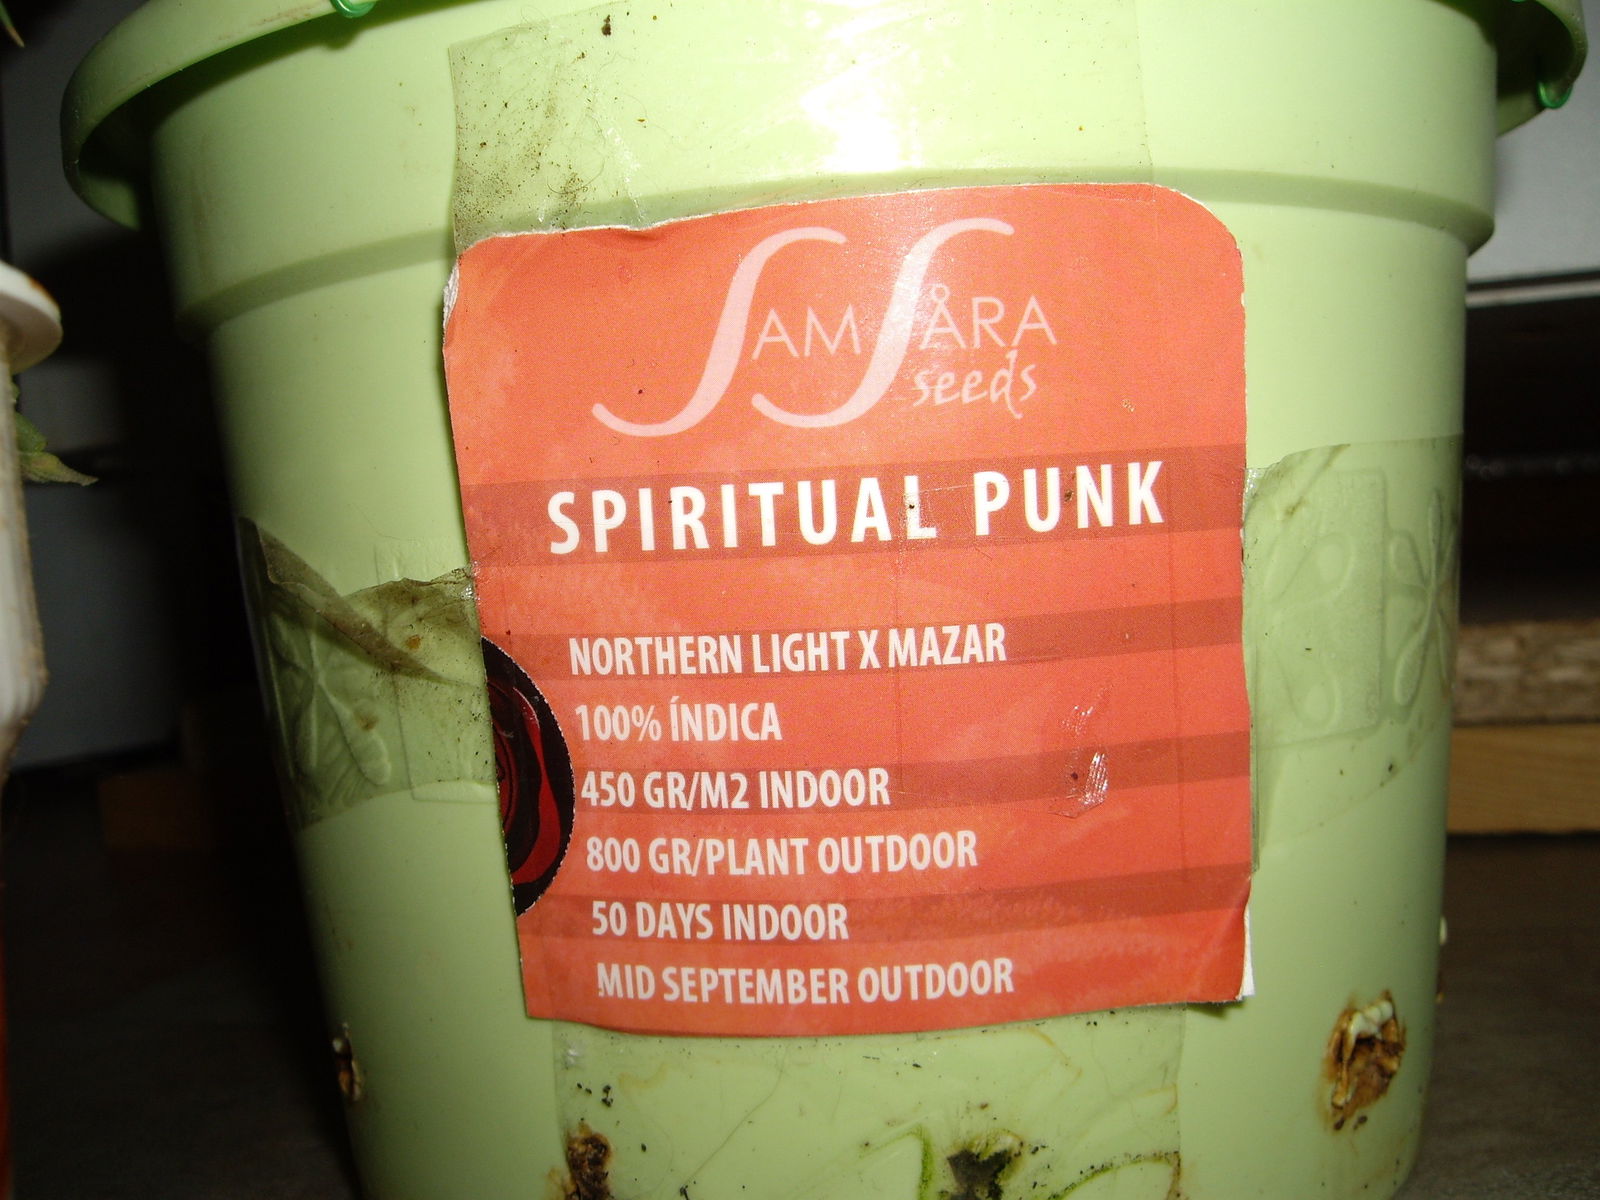 SAMSÅRA
seeds
SPIRITUAL PUNK
NORTHERN LIGHT X MAZAR
100% ÍNDICA
450 GR/M2 INDOOR
800 GR/PLANT OUTDOOR
50 DAYS INDOOR
MID SEPTEMBER OUTDOOR